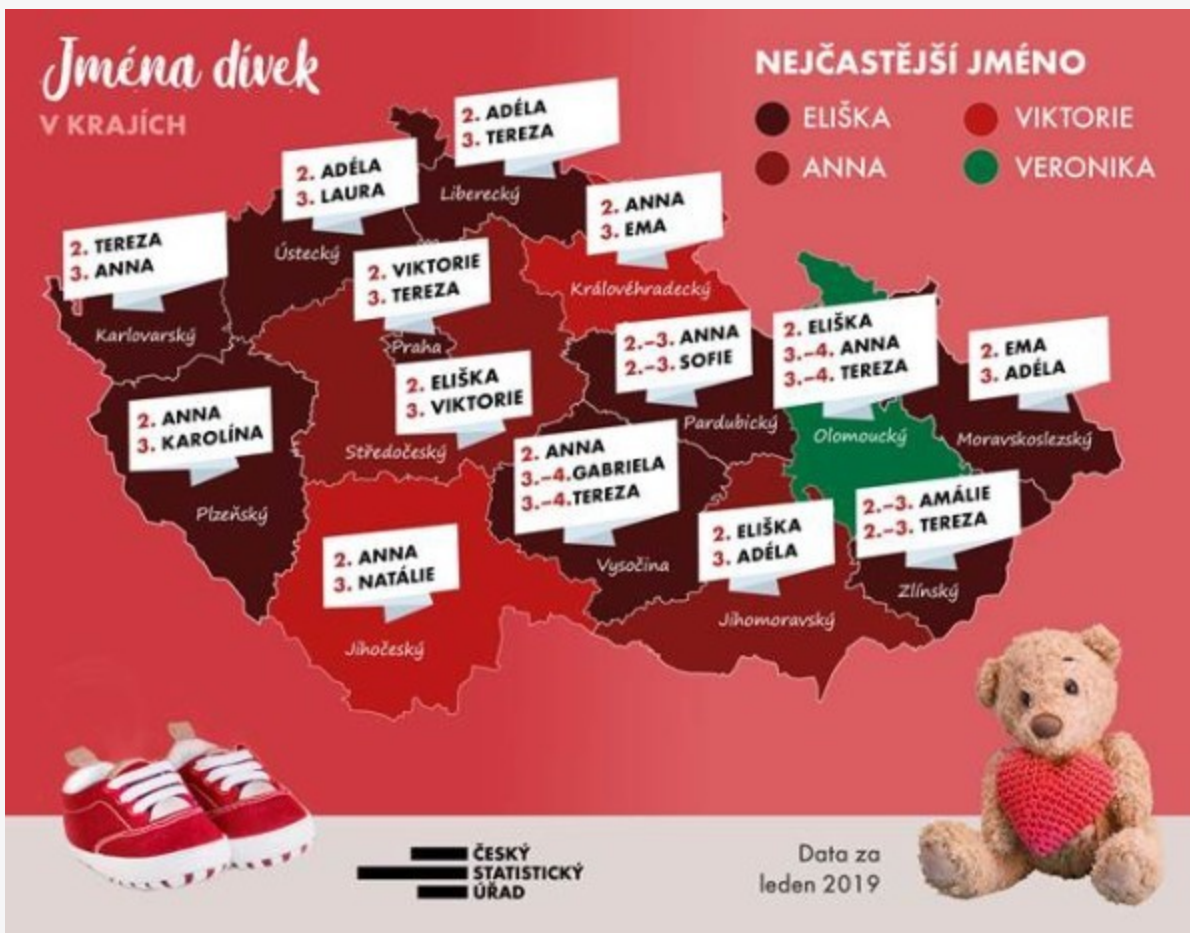 Jména dívek
V KRAJÍCH
NEJČASTĚJŠÍ JMÉNO
ELIŠKA
VIKTORIE
ANNA
VERONIKA
2. ADÉLA
3. TEREZA
Liberecký
2. ADÉLA
3. LAURA
Ústecký
2. ANNA
3. EMA
Královéhradecký
2. TEREZA
3. ANNA
Karlovarský
2. VIKTORIE
3. TEREZA
Praha
2.–3. ANNA
2.–3. SOFIE
Pardubický
2. ELIŠKA
3.–4. ANNA
3.–4. TEREZA
Olomoucký
2. EMA
3. ADÉLA
Moravskoslezský
2. ELIŠKA
3. VIKTORIE
Středočeský
2. ANNA
3. KAROLÍNA
Plzeňský
2. ANNA
3.–4.GABRIELA
3.–4.TEREZA
Vysočina
2.–3. AMÁLIE
2.–3. TEREZA
Zlínský
2. ELIŠKA
3. ADÉLA
Jihomoravský
2. ANNA
3. NATÁLIE
Jihočeský
ČESKÝ
STATISTICKÝ
ÚŘAD
Data za
leden 2019